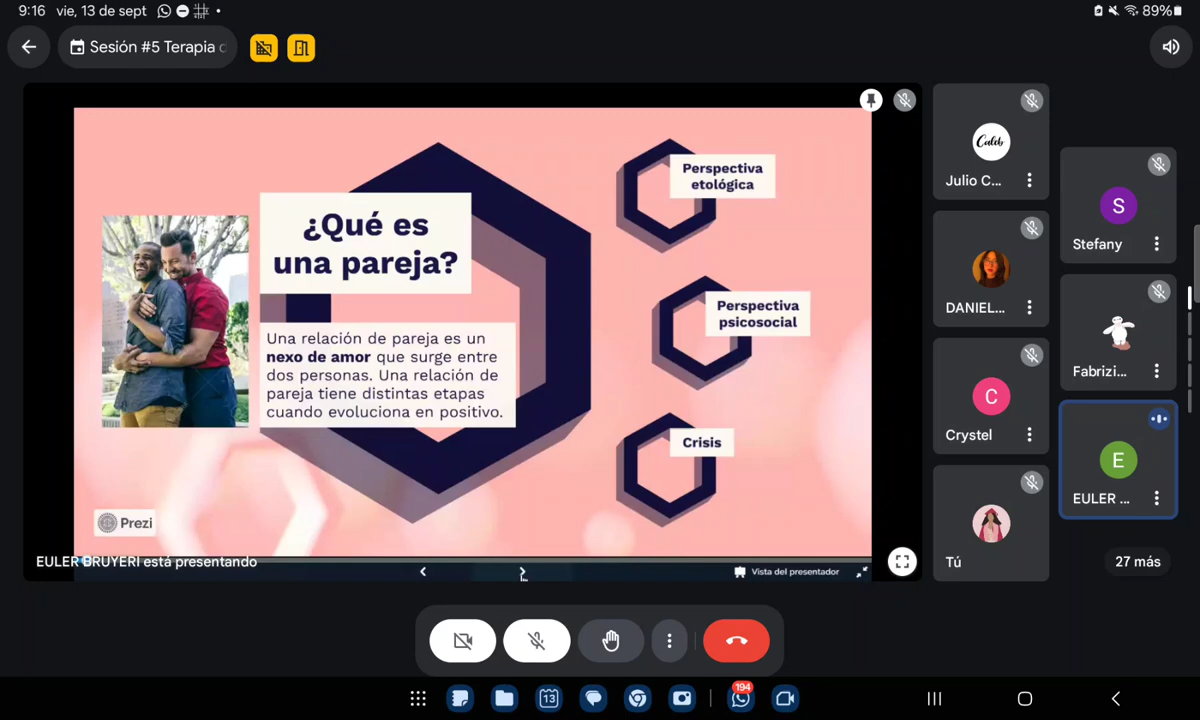 9:16 vie, 13 de sept
89%
Sesión #5 Terapia
¿Qué es
una pareja?
Una relación de pareja es un
nexo de amor que surge entre
dos personas. Una relación de
pareja tiene distintas etapas
cuando evoluciona en positivo.
Perspectiva
etológica
Perspectiva
psicosocial
Crisis
Prezi
EULER BRUYERI está presentando
Vista del presentador
Caleb
Julio C...
DANIEL...
C
Crystel
Tú
S
Stefany
Fabrizi...
E
EULER ...
27 más
13
194